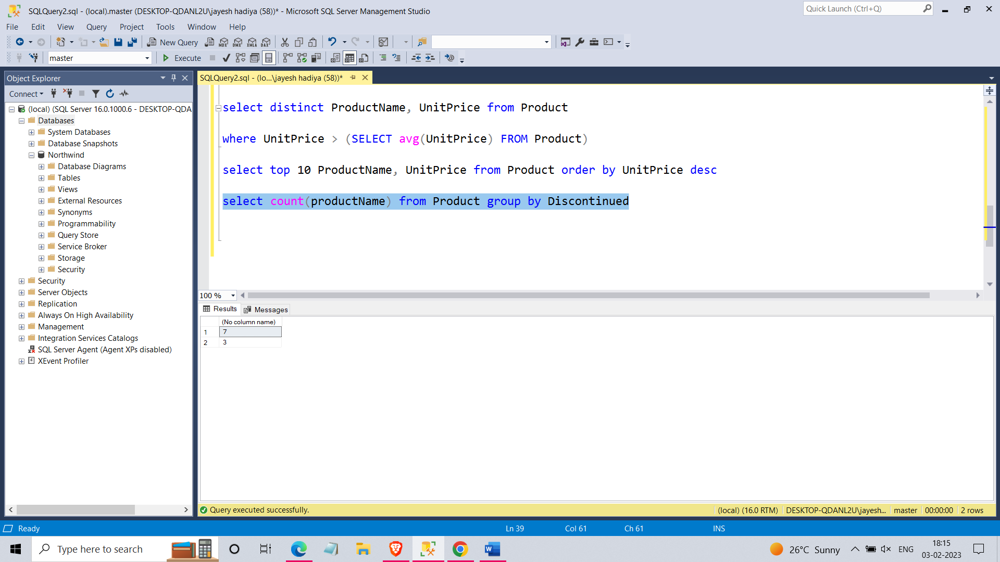 SQLQuery2.sql - (local).master (DESKTOP-QDANL2U\jayesh hadiya (58))* - Microsoft SQL Server Management Studio
Quick Launch (Ctrl+Q)
File Edit View Query Project Tools Window Help
New Query MDX DMX XMLA DAX
master Execute
Object Explorer
SQLQuery2.sql - (lo...\jayesh hadiya (58))*
Connect
(local) (SQL Server 16.0.1000.6 - DESKTOP-QDA
Databases
System Databases
Database Snapshots
Northwind
Database Diagrams
Tables
Views
External Resources
Synonyms
Programmability
Query Store
Service Broker
Storage
Security
Security
Server Objects
Replication
Always On High Availability
Management
Integration Services Catalogs
SQL Server Agent (Agent XPs disabled)
XEvent Profiler
select distinct ProductName, UnitPrice from Product
where UnitPrice > (SELECT avg(UnitPrice) FROM Product)
select top 10 ProductName, UnitPrice from Product order by UnitPrice desc
select count(productName) from Product group by Discontinued
100 %
Results Messages
(No column name)
1 7
2 3
Query executed successfully.
(local) (16.0 RTM) DESKTOP-QDANL2U\jayesh... master 00:00:00 2 rows
Ready Ln 39 Col 61 Ch 61 INS
Type here to search
26°C Sunny ENG
18:15
03-02-2023